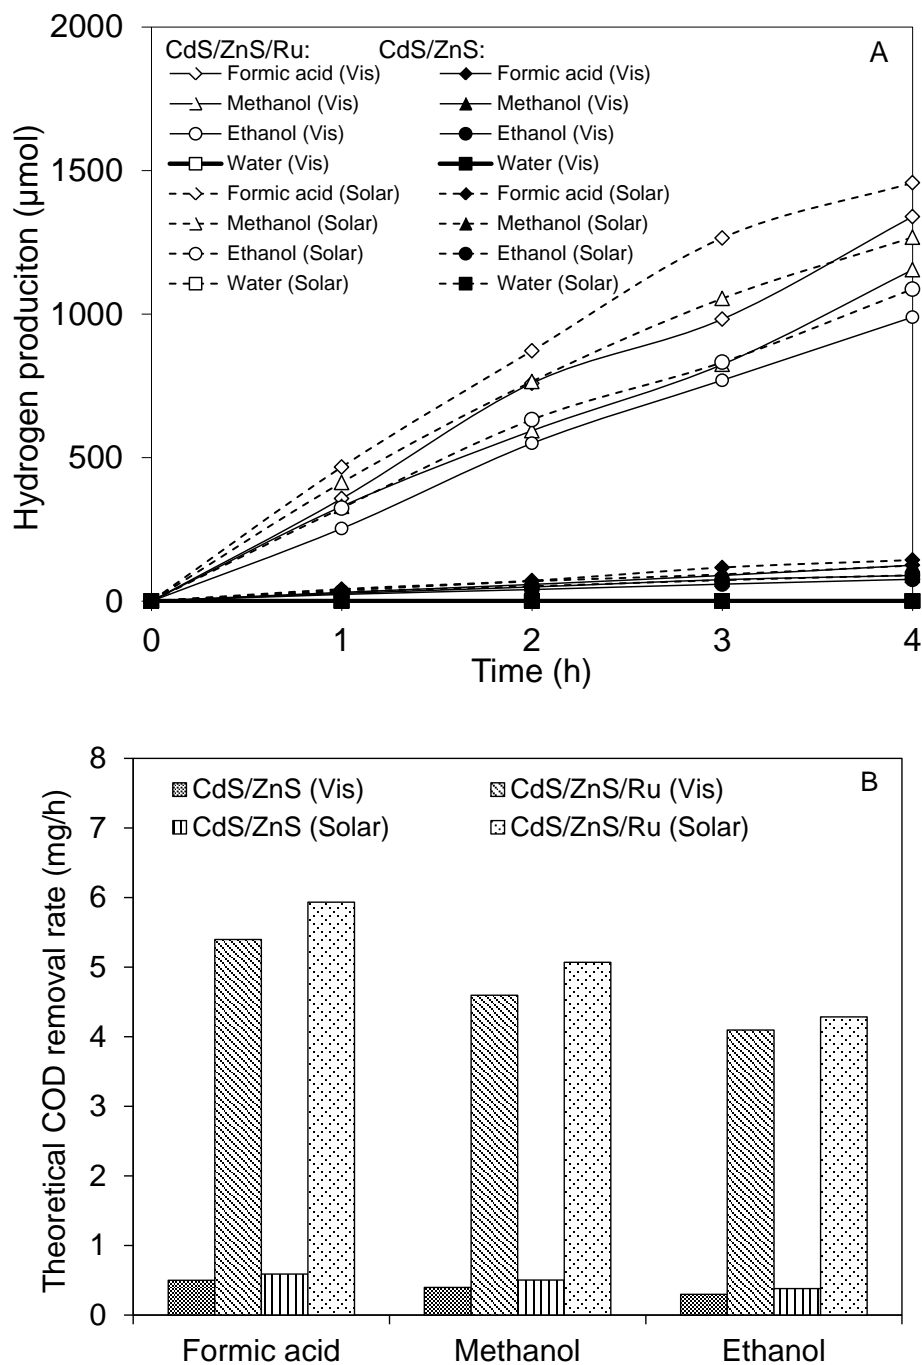 2000
CdS/ZnS/Ru: CdS/ZnS: A
Formic acid (Vis) Formic acid (Vis)
Methanol (Vis) Methanol (Vis)
Ethanol (Vis) Ethanol (Vis)
Water (Vis) Water (Vis)
Formic acid (Solar) Formic acid (Solar)
Methanol (Solar) Methanol (Solar)
Ethanol (Solar) Ethanol (Solar)
Water (Solar) Water (Solar)
1500
1000
500
0
Hydrogen produciton (µmol)
0 1 2 3 4
Time (h)
8
7
6
5
4
3
2
1
0
Theoretical COD removal rate (mg/h)
B
CdS/ZnS (Vis) CdS/ZnS/Ru (Vis)
CdS/ZnS (Solar) CdS/ZnS/Ru (Solar)
Formic acid Methanol Ethanol